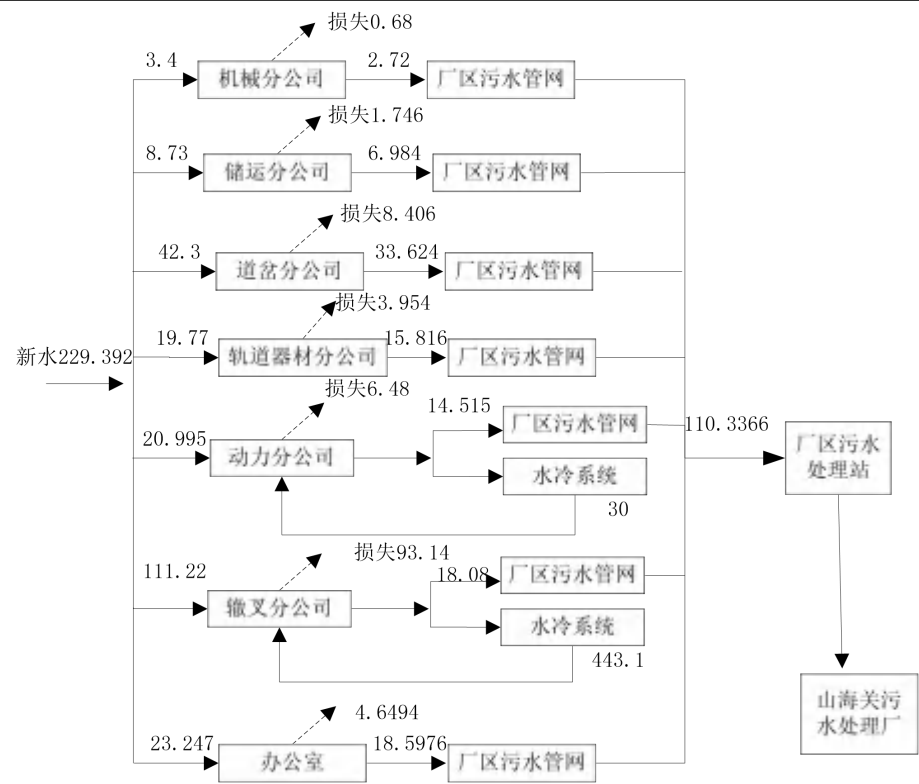 损失0.68
3.4
机械分公司
2.72
厂区污水管网
损失1.746
8.73
储运分公司
6.984
厂区污水管网
损失8.406
42.3
道岔分公司
33.624
厂区污水管网
损失3.954
新水229.392
19.77
轨道器材分公司
15.816
厂区污水管网
损失6.48
20.995
动力分公司
14.515
厂区污水管网
水冷系统
30
110.3366
厂区污水
处理站
损失93.14
111.22
辙叉分公司
18.08
厂区污水管网
水冷系统
443.1
山海关污
水处理厂
4.6494
23.247
办公室
18.5976
厂区污水管网